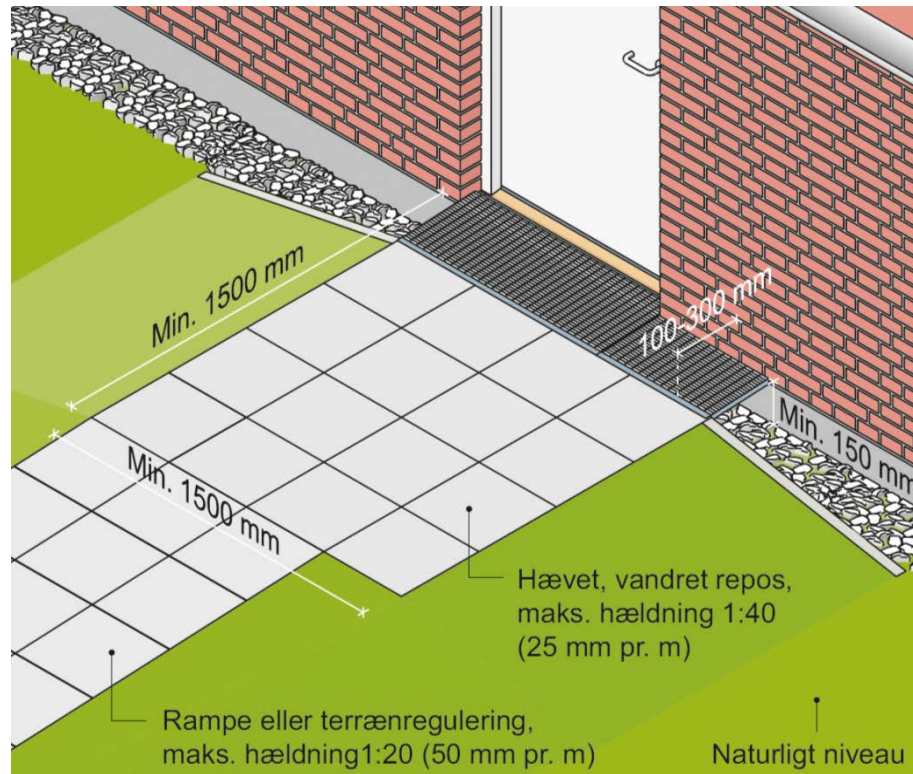 Min. 1500 mm
100-300 mm
Min. 150 mm
Min. 1500 mm
Hævet, vandret repos,
maks. hældning 1:40
(25 mm pr. m)
Rampe eller terrænregulering,
maks. hældning1:20 (50 mm pr. m)
Naturligt niveau